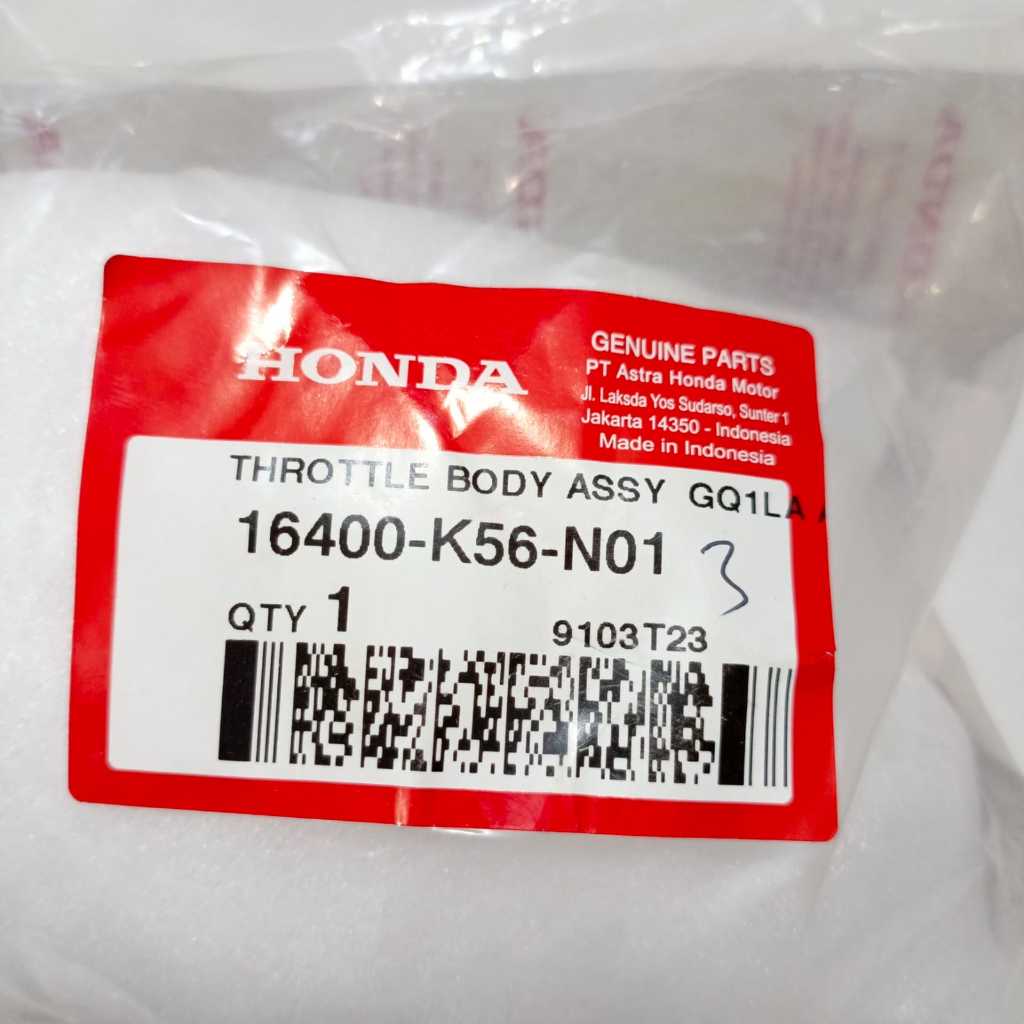 HONDA
GENUINE PARTS
PT Astra Honda Motor
Jl. Laksda Yos Sudarso, Sunter 1
Jakarta 14350 - Indonesia
Made in Indonesia
THROTTLE BODY ASSY GQ1LA
16400-K56-N01
3
QTY 1
9103T23